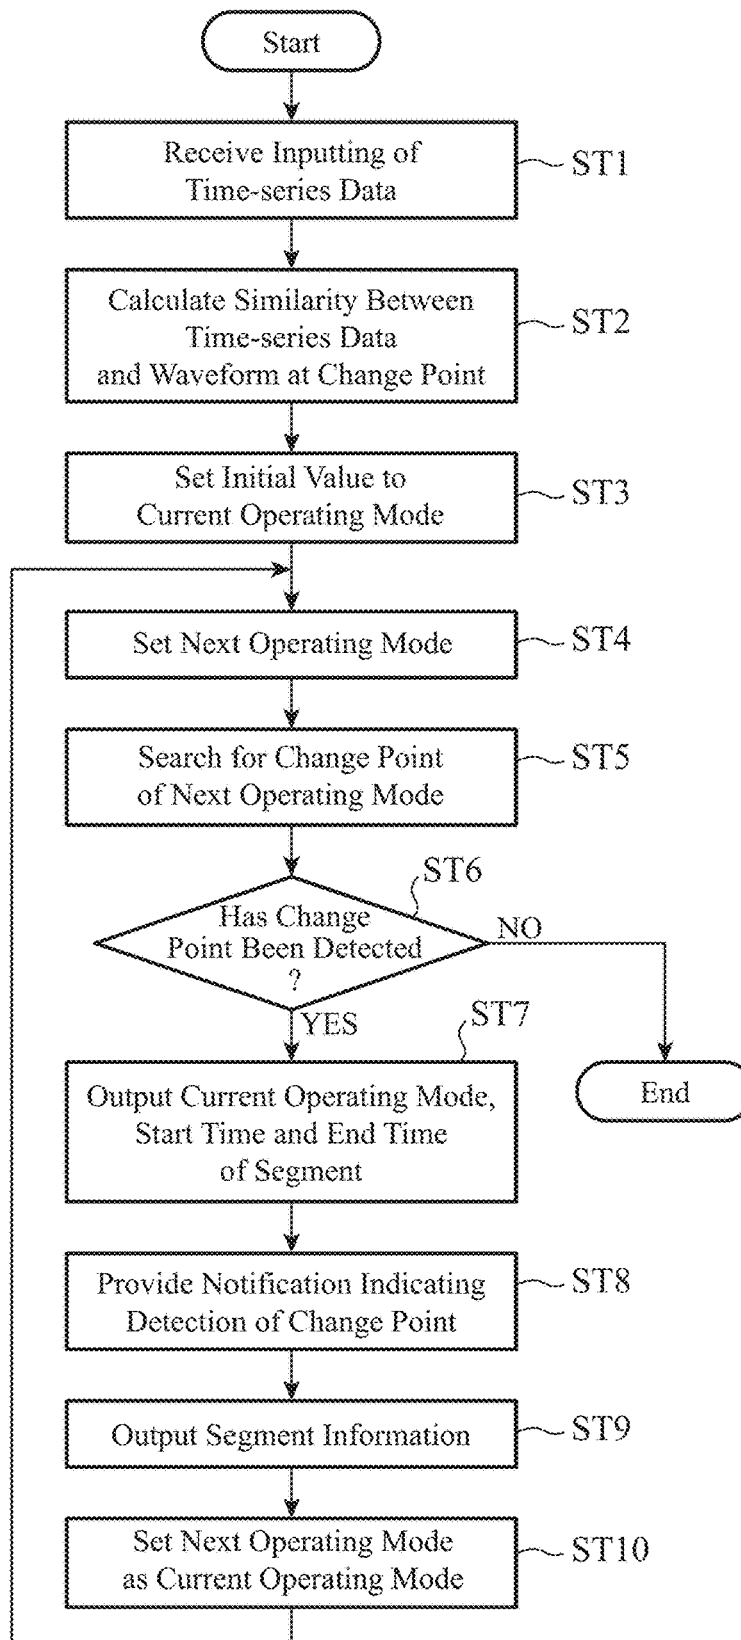 Start
Receive Inputting of
Time-series Data
ST1
Calculate Similarity Between
Time-series Data
and Waveform at Change Point
ST2
Set Initial Value to
Current Operating Mode
ST3
Set Next Operating Mode
ST4
Search for Change Point
of Next Operating Mode
ST5
ST6
Has Change
Point Been Detected
?
NO
YES
ST7
Output Current Operating Mode,
Start Time and End Time
of Segment
End
Provide Notification Indicating
Detection of Change Point
ST8
Output Segment Information
ST9
Set Next Operating Mode
as Current Operating Mode
ST10